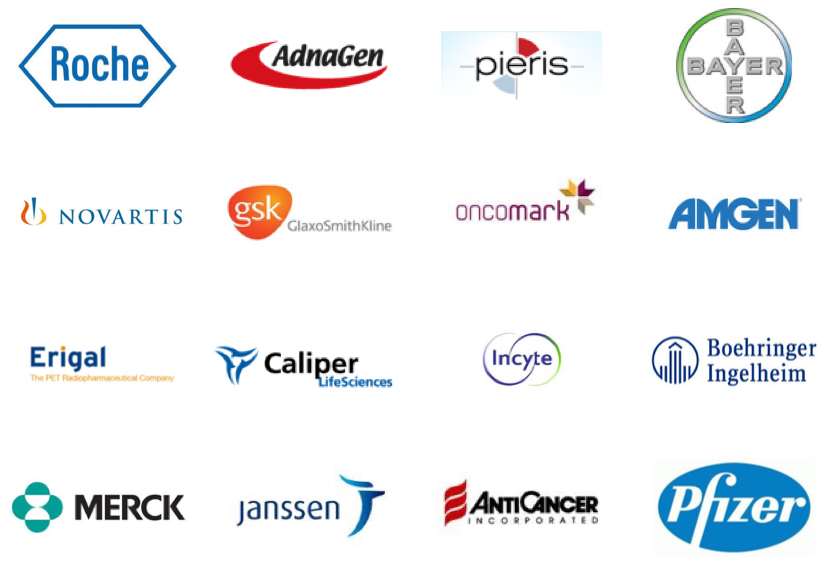 Roche
AdnaGen
pieris
BAYER
BAYER
NOVARTIS
gsk
GlaxoSmithKline
oncomark
AMGEN
Erigal
The PET Radiopharmaceutical Company
Caliper
LifeSciences
Incyte
Boehringer
Ingelheim
MERCK
janssen
ANTICANCER
INCORPORATED
Pfizer